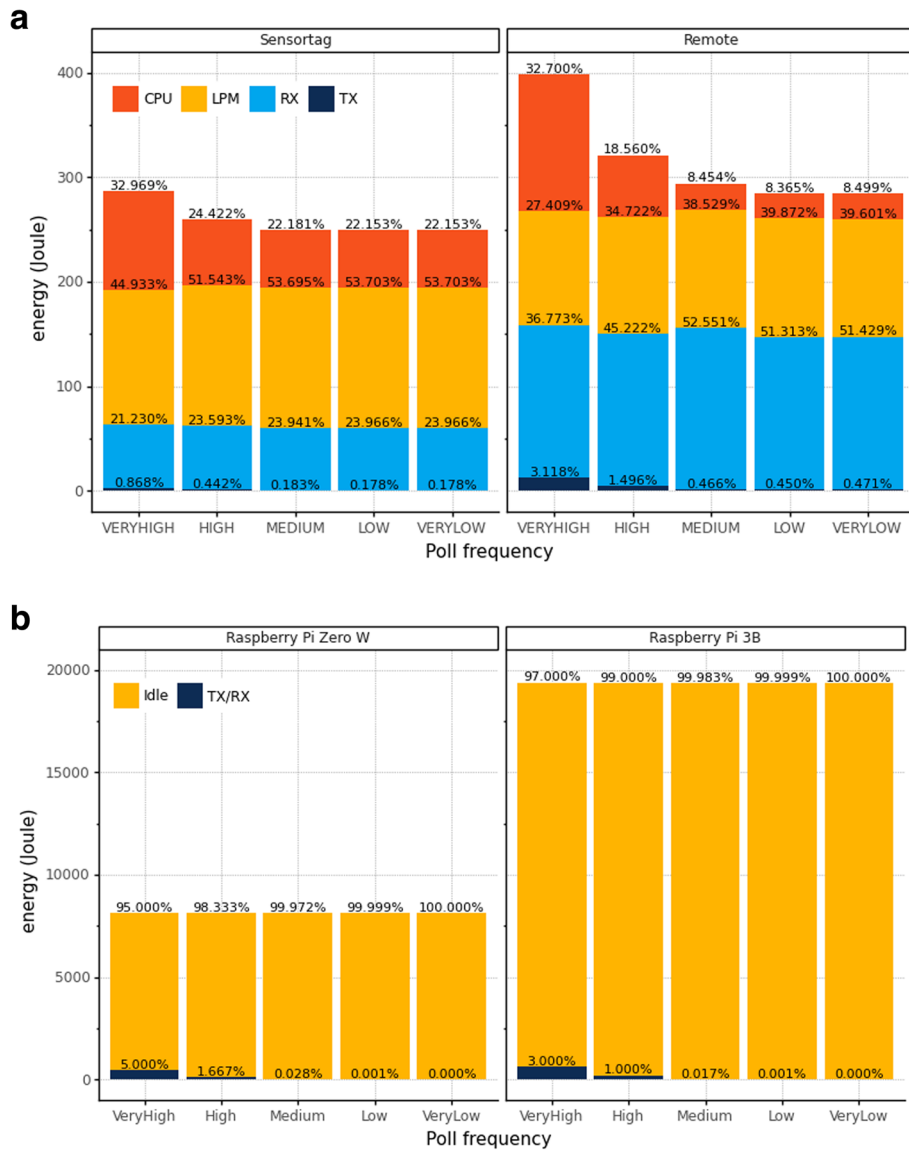 a
Sensortag
Remote
energy (Joule)
400
300
200
100
0
CPU LPM RX TX
32.969% 24.422% 22.181% 22.153% 22.153%
44.933% 51.543% 53.695% 53.703% 53.703%
21.230% 23.593% 23.941% 23.966% 23.966%
0.868% 0.442% 0.183% 0.178% 0.178%
32.700% 18.560% 8.454% 8.365% 8.499%
27.409% 34.722% 38.529% 39.872% 39.601%
36.773% 45.222% 52.551% 51.313% 51.429%
3.118% 1.496% 0.466% 0.450% 0.471%
VERYHIGH HIGH MEDIUM LOW VERYLOW
VERYHIGH HIGH MEDIUM LOW VERYLOW
Poll frequency
b
Raspberry Pi Zero W
Raspberry Pi 3B
energy (Joule)
20000
15000
10000
5000
0
Idle TX/RX
95.000% 98.333% 99.972% 99.999% 100.000%
5.000% 1.667% 0.028% 0.001% 0.000%
97.000% 99.000% 99.983% 99.999% 100.000%
3.000% 1.000% 0.017% 0.001% 0.000%
VeryHigh High Medium Low VeryLow
VeryHigh High Medium Low VeryLow
Poll frequency